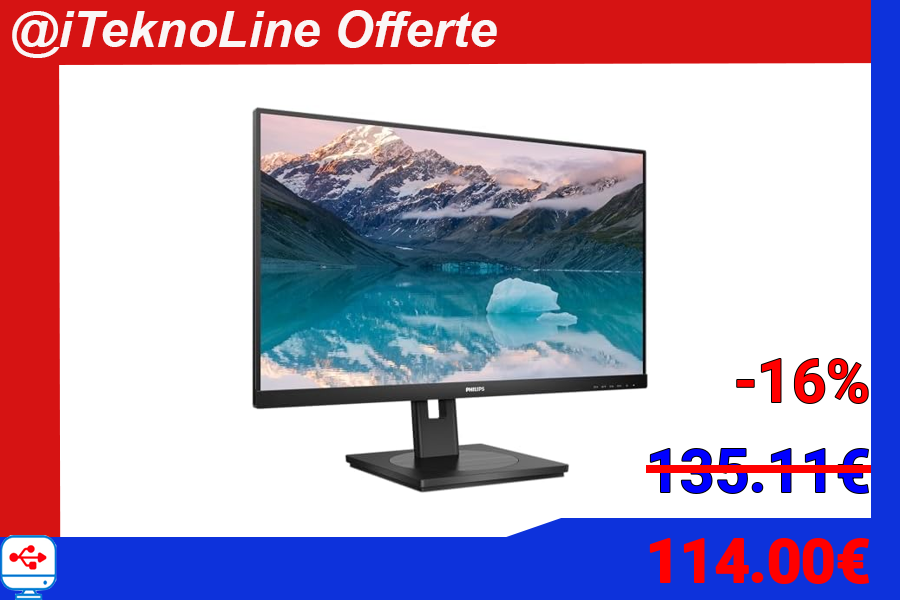 @iTeknoLine Offerte
PHILIPS
-16%
135.11€
114.00€